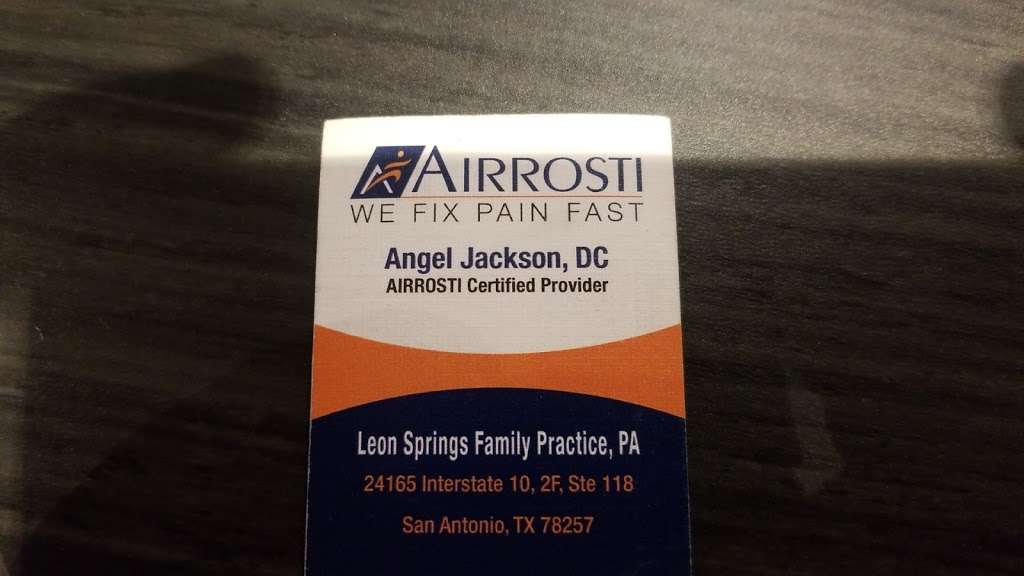 AIRROSTI
WE FIX PAIN FAST
Angel Jackson, DC
AIRROSTI Certified Provider
Leon Springs Family Practice, PA
24165 Interstate 10, 2F, Ste 118
San Antonio, TX 78257